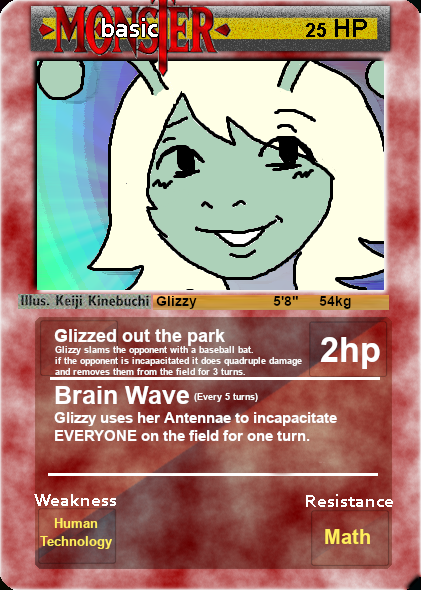 MONSTER
basic
25 HP
Illus. Keiji Kinebuchi Glizzy 5'8" 54kg
Glizzed out the park
Glizzy slams the opponent with a baseball bat.
if the opponent is incapacitated it does quadruple damage
and removes them from the field for 3 turns.
2hp
Brain Wave (Every 5 turns)
Glizzy uses her Antennae to incapacitate
EVERYONE on the field for one turn.
Weakness
Human
Technology
Resistance
Math